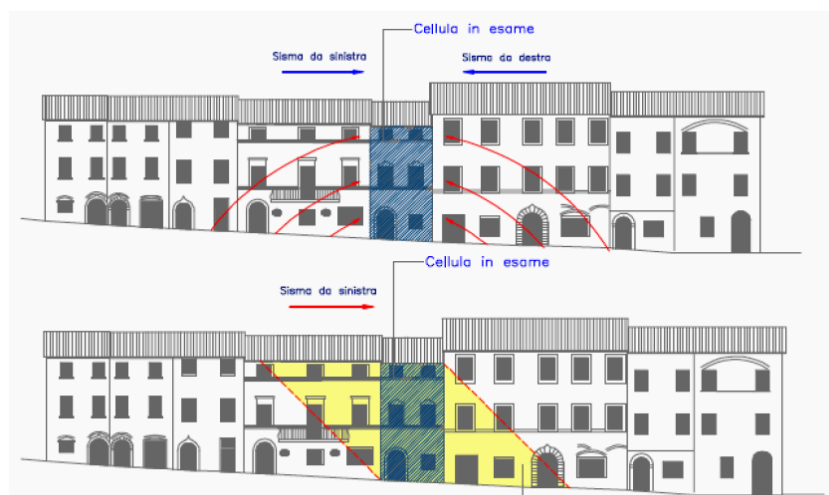 Cellula in esame
Sisma da sinistra
Sisma da destra
Cellula in esame
Sisma da sinistra